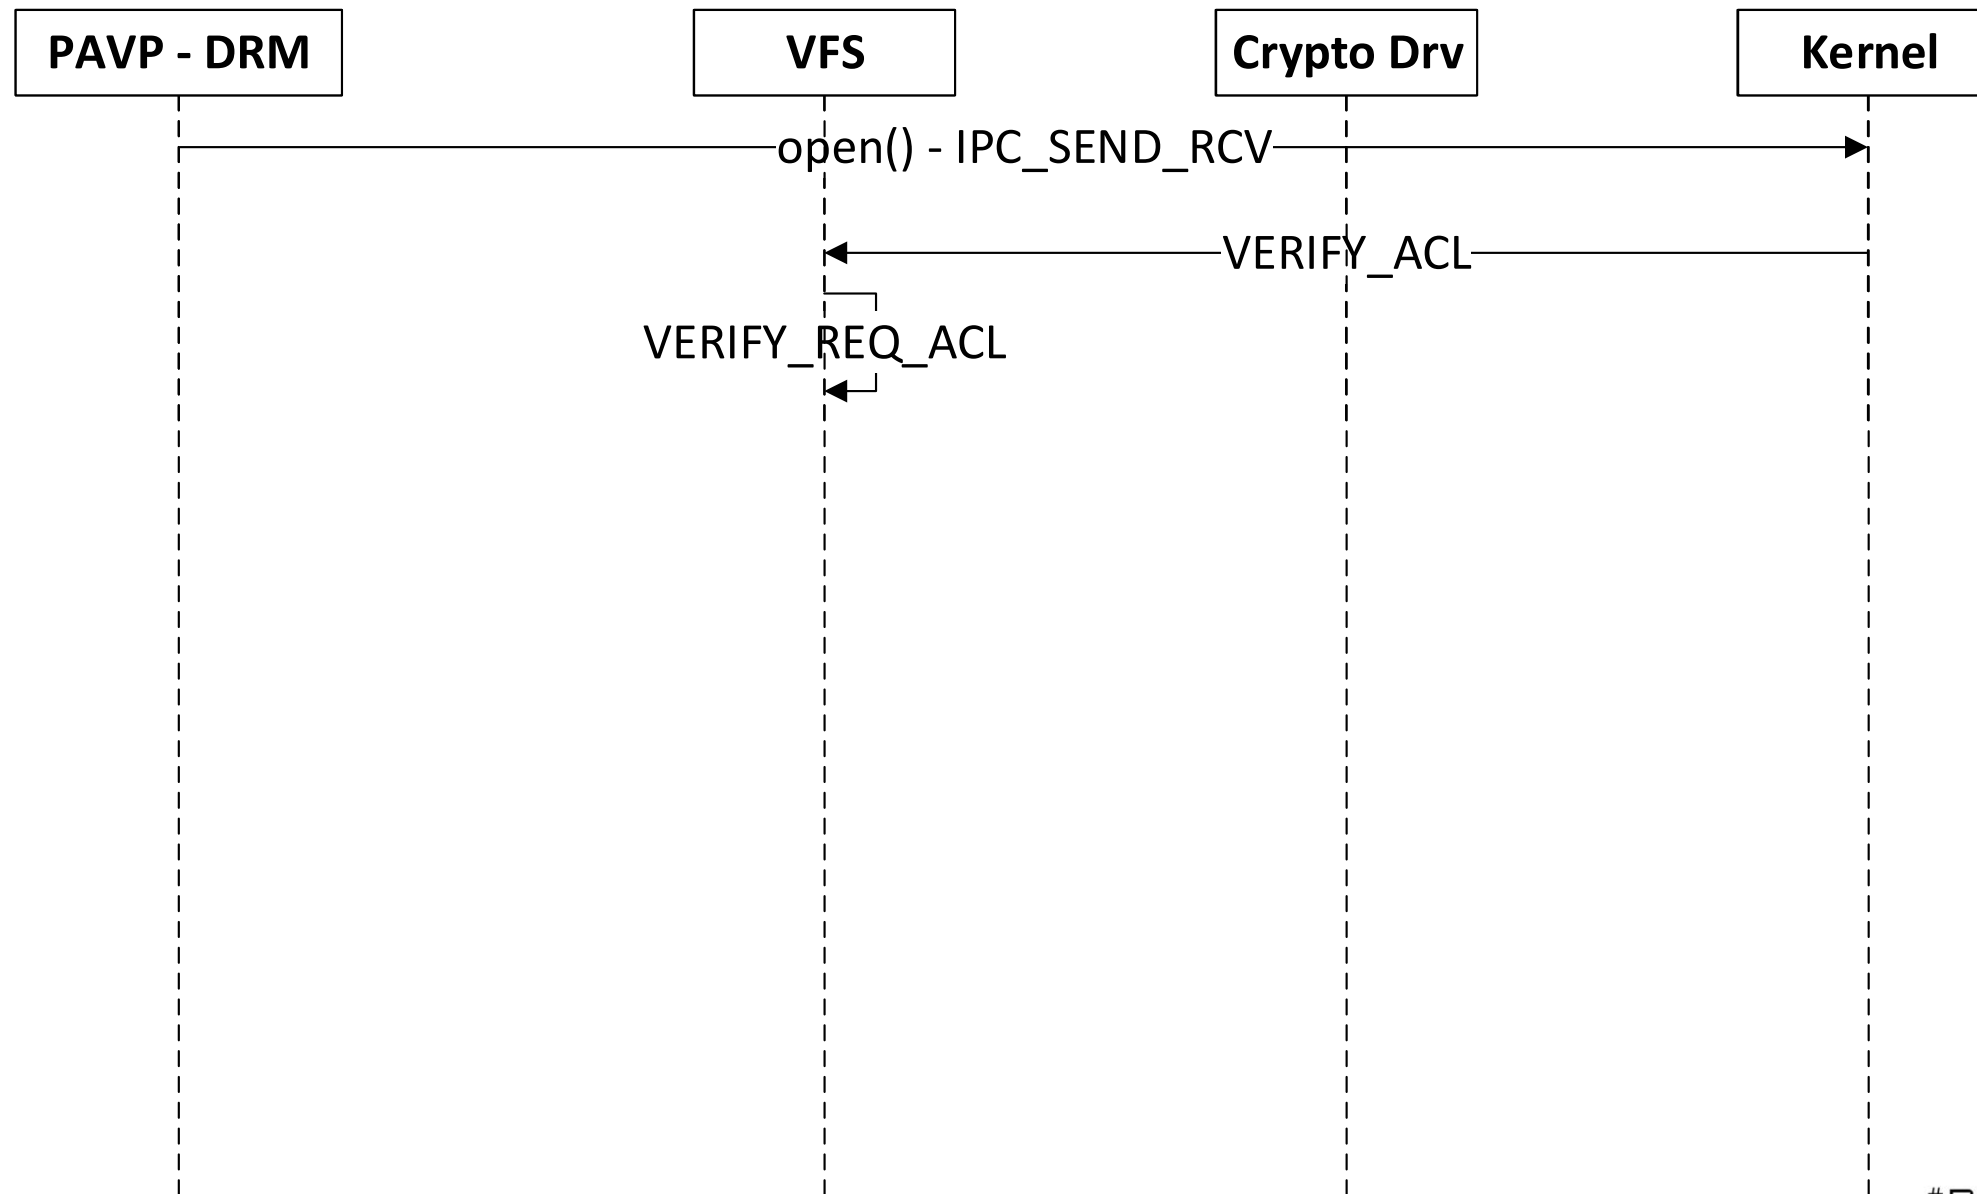 PAVP - DRM
VFS
Crypto Drv
Kernel
open() - IPC_SEND_RCV
VERIFY_ACL
VERIFY_REQ_ACL